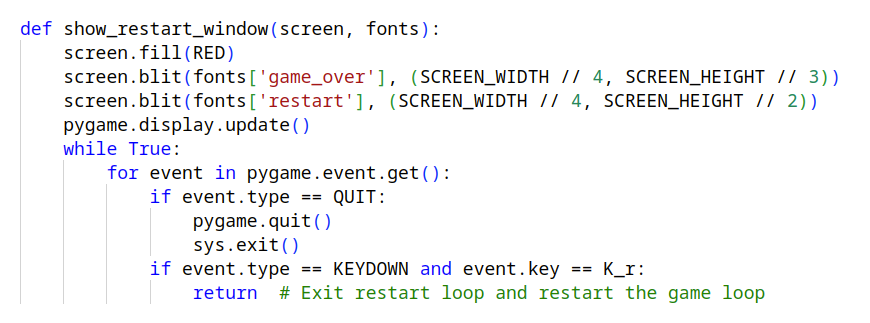 def show_restart_window(screen, fonts):
    screen.fill(RED)
    screen.blit(fonts['game_over'], (SCREEN_WIDTH // 4, SCREEN_HEIGHT // 3))
    screen.blit(fonts['restart'], (SCREEN_WIDTH // 4, SCREEN_HEIGHT // 2))
    pygame.display.update()
    while True:
        for event in pygame.event.get():
            if event.type == QUIT:
                pygame.quit()
                sys.exit()
            if event.type == KEYDOWN and event.key == K_r:
                return  # Exit restart loop and restart the game loop